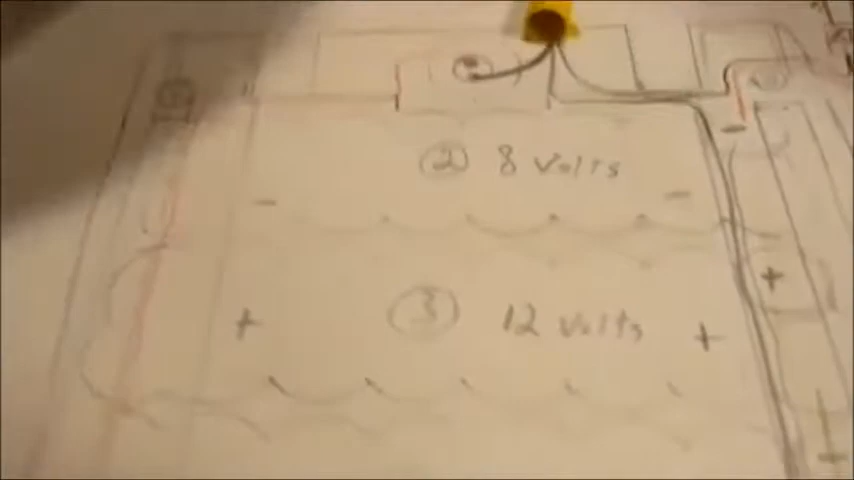 ② 8 volts
- -
+
③ 12 volts
+ +